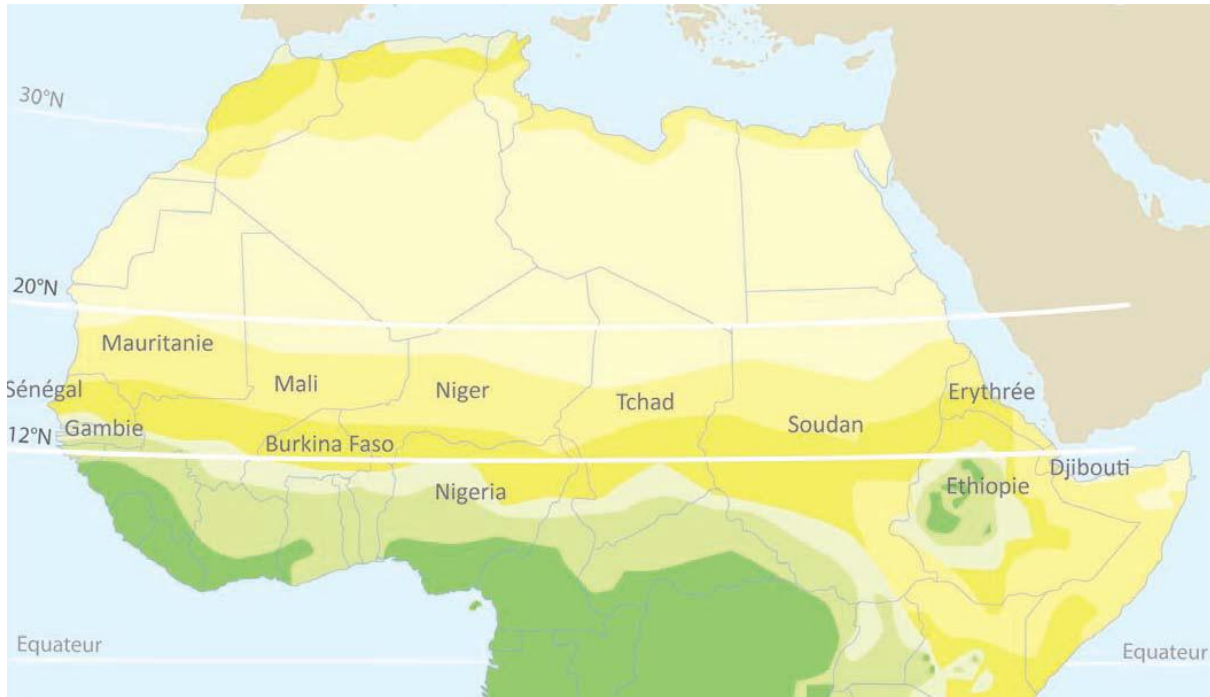 30°N
20°N
Mauritanie
Mali
Niger
Tchad
Erythrée
Sénégal
Soudan
Gambie
12°N
Burkina Faso
Djibouti
Nigeria
Ethiopie
Equateur
Equateur